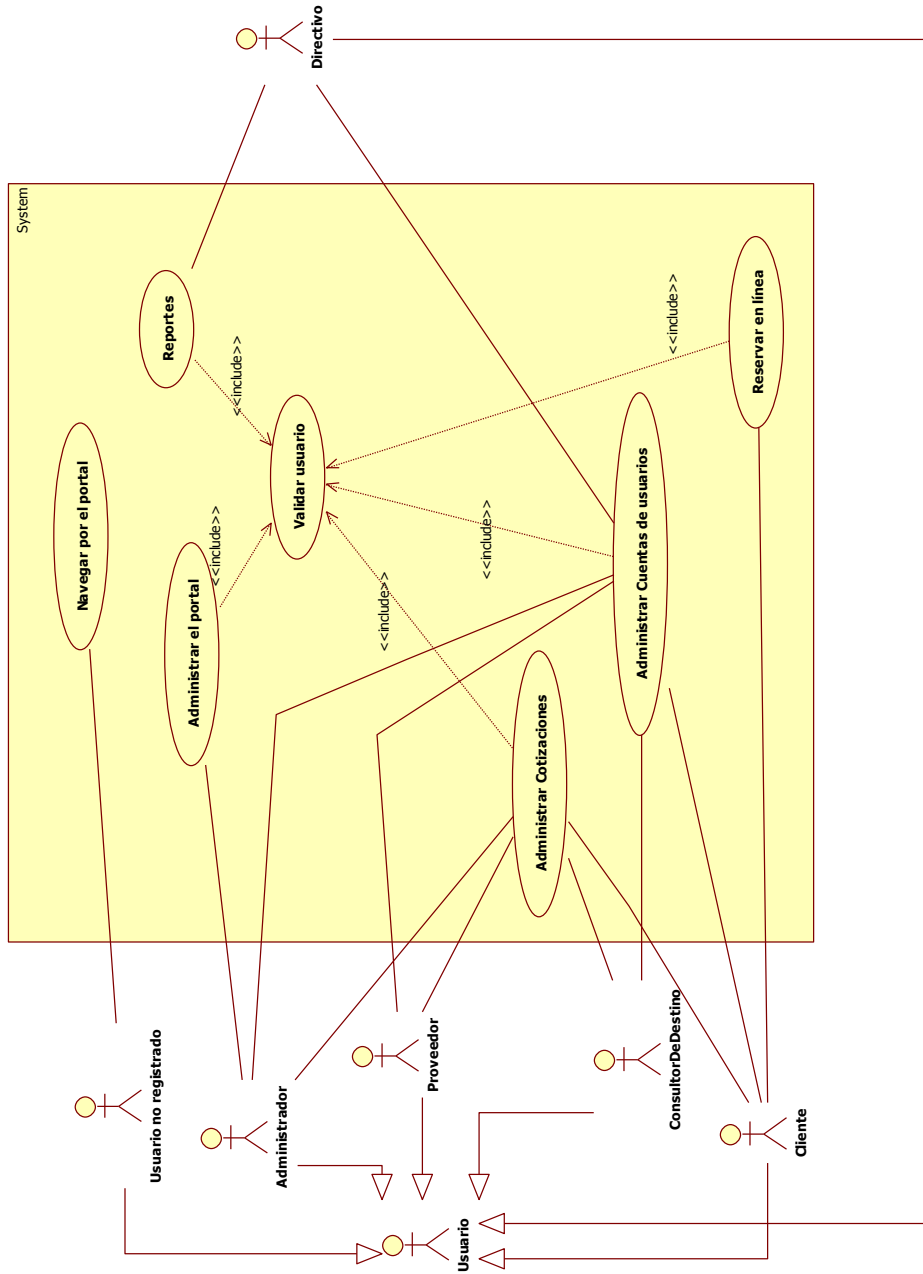 System
Directivo
Reportes
<<include>>
Navegar por el portal
Validar usuario
<<include>>
Administrar el portal
<<include>>
<<include>>
<<include>>
Reservar en línea
Administrar Cuentas de usuarios
Administrar Cotizaciones
Usuario no registrado
Administrador
Proveedor
ConsultorDeDestino
Cliente
Usuario